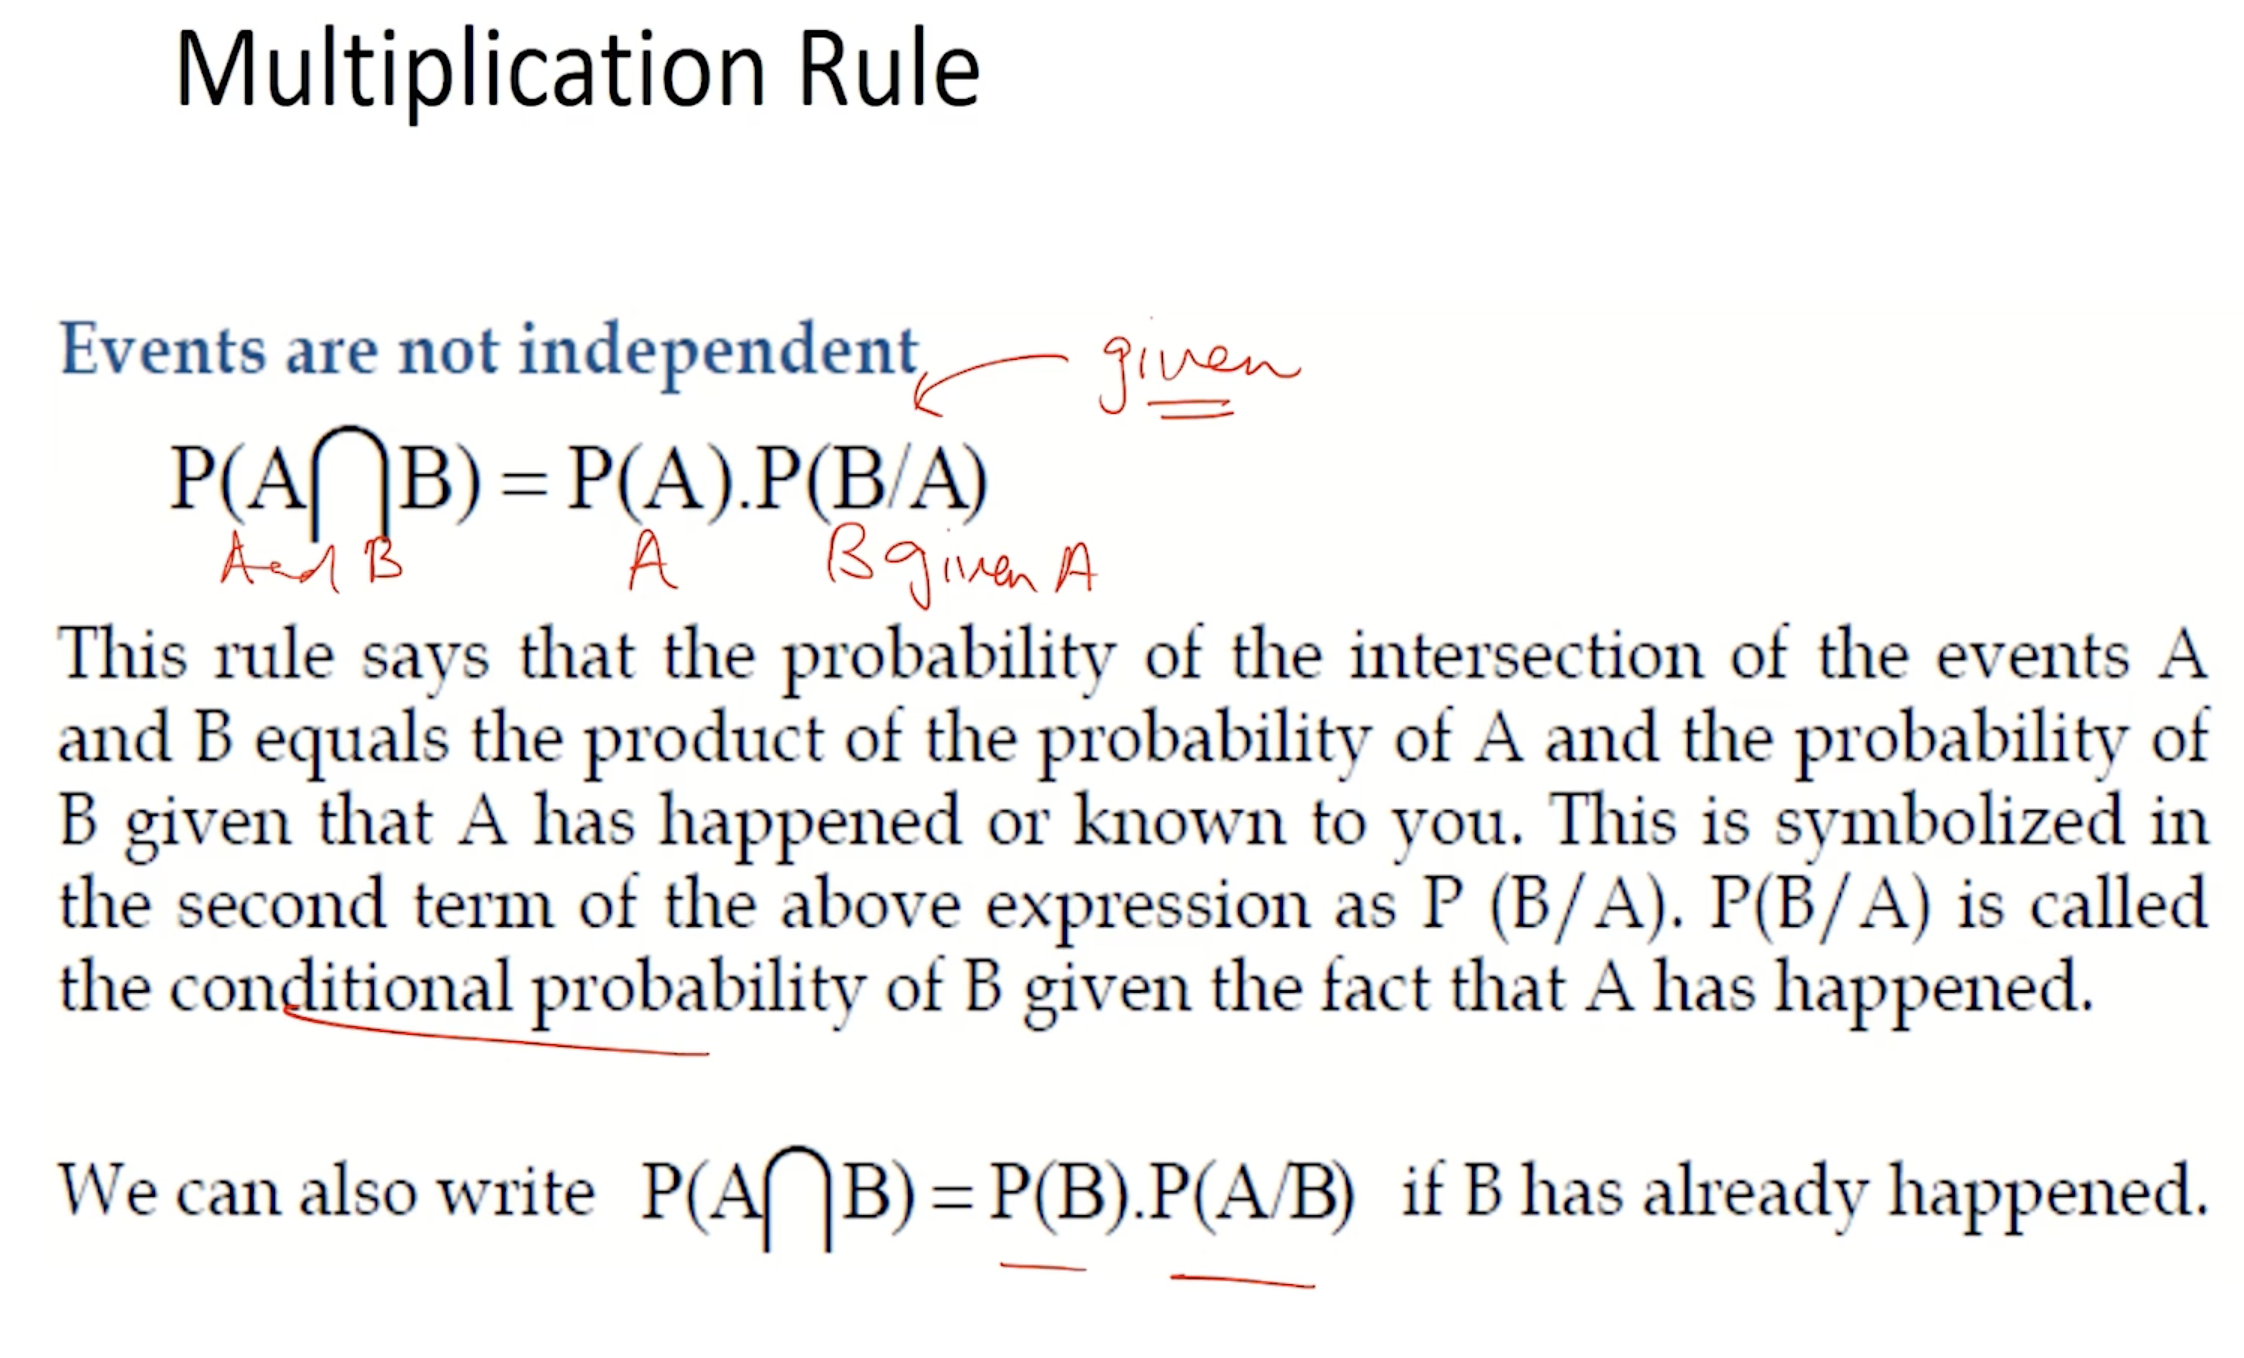 Multiplication Rule
Events are not independent
given
P(A⋂B) = P(A).P(B/A)
A and B A B given A
This rule says that the probability of the intersection of the events A
and B equals the product of the probability of A and the probability of
B given that A has happened or known to you. This is symbolized in
the second term of the above expression as P (B/A). P(B/A) is called
the conditional probability of B given the fact that A has happened.
We can also write P(A⋂B) = P(B).P(A/B) if B has already happened.